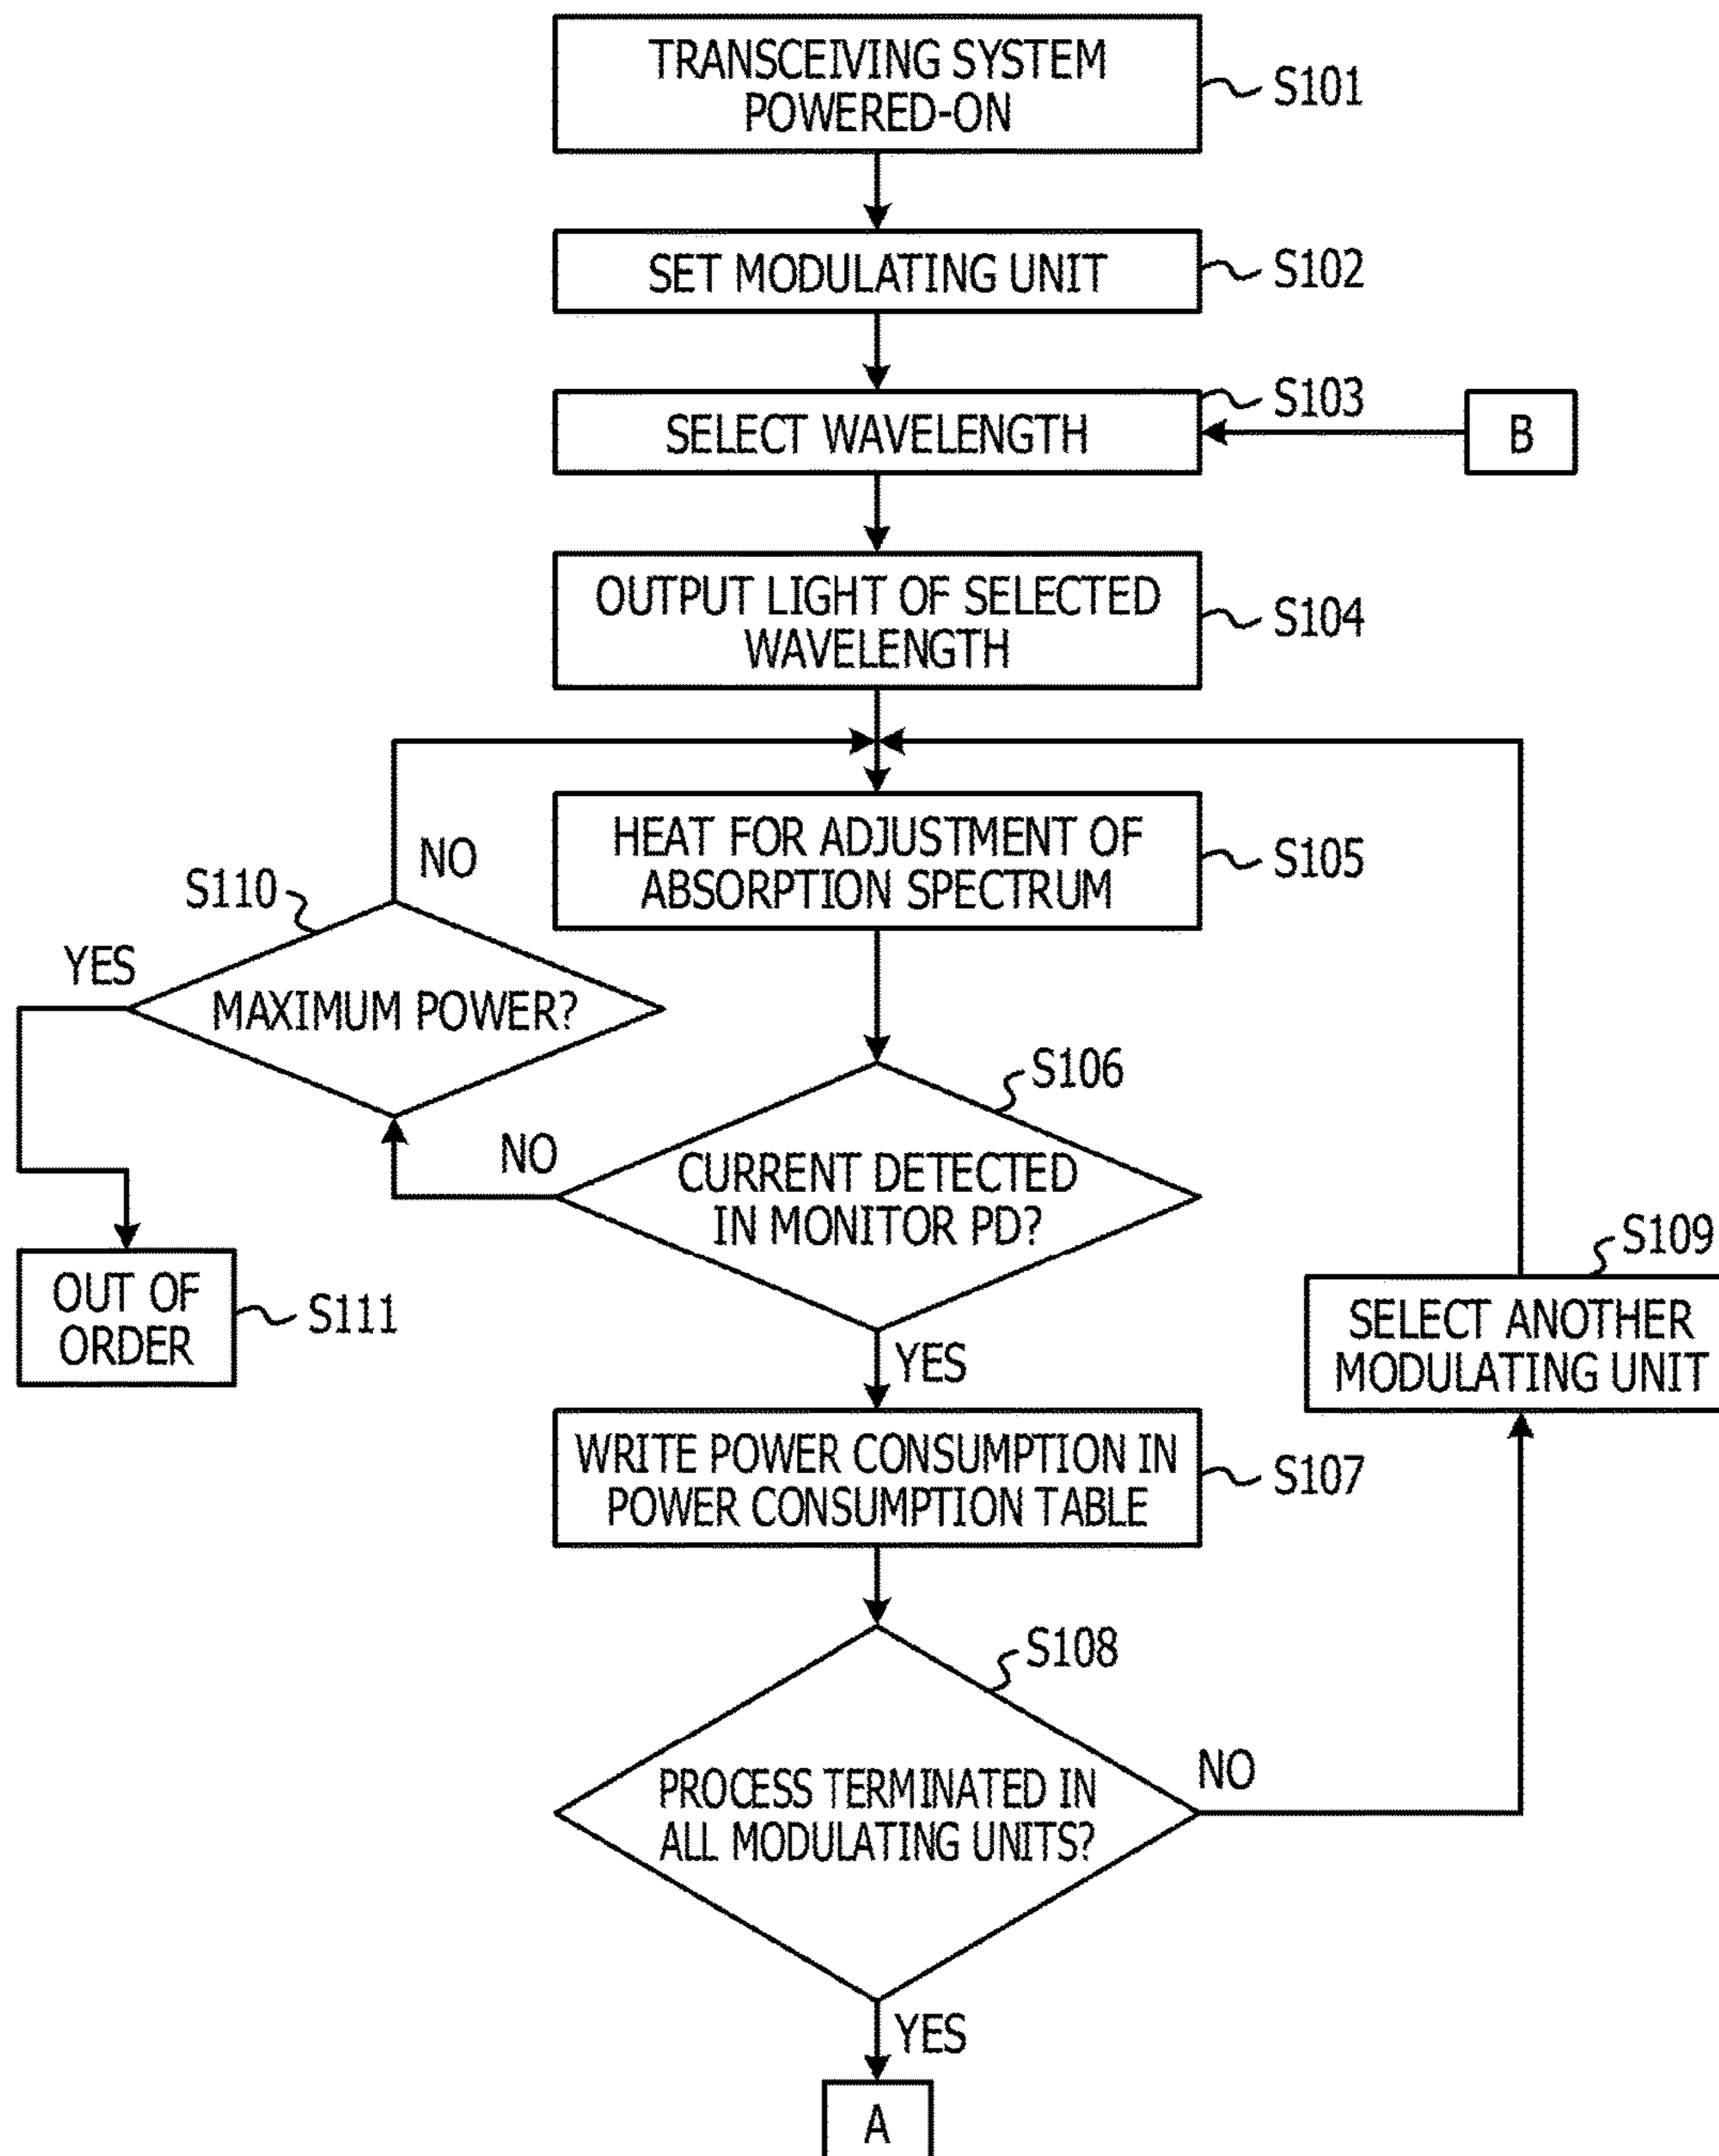 TRANSCEIVING SYSTEM
POWERED-ON
S101
SET MODULATING UNIT
S102
SELECT WAVELENGTH
S103
B
OUTPUT LIGHT OF SELECTED
WAVELENGTH
S104
HEAT FOR ADJUSTMENT OF
ABSORPTION SPECTRUM
S105
NO
S110
YES
MAXIMUM POWER?
S106
NO
CURRENT DETECTED
IN MONITOR PD?
OUT OF
ORDER
S111
YES
S109
SELECT ANOTHER
MODULATING UNIT
WRITE POWER CONSUMPTION IN
POWER CONSUMPTION TABLE
S107
S108
PROCESS TERMINATED IN
ALL MODULATING UNITS?
NO
YES
A